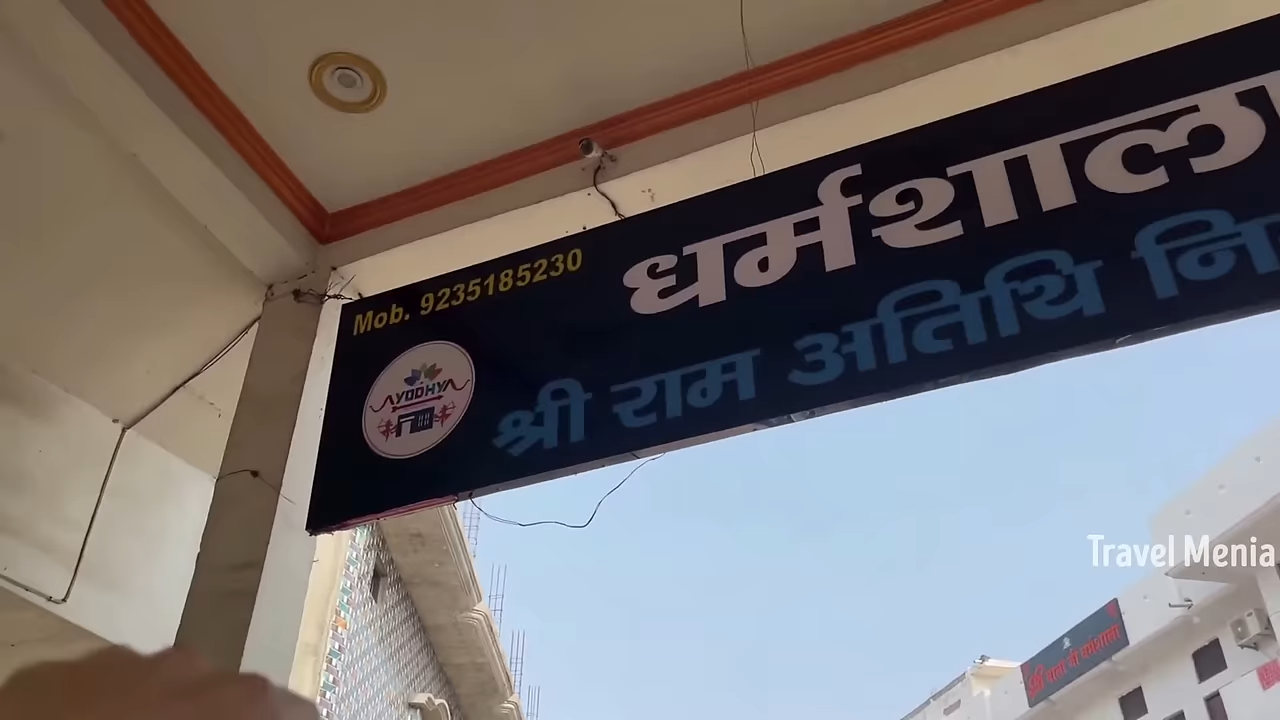 Mob. 9235185230
धर्मशाला
श्री राम अतिथि नि
AYODHYA
Travel Menia